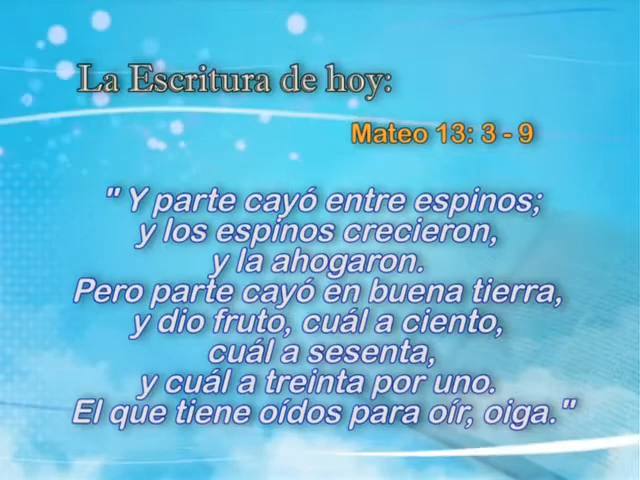 La Escritura de hoy:
Mateo 13: 3 - 9
" Y parte cayó entre espinos;
y los espinos crecieron,
y la ahogaron.
Pero parte cayó en buena tierra,
y dio fruto, cuál a ciento,
cuál a sesenta,
y cuál a treinta por uno.
El que tiene oídos para oír, oiga."